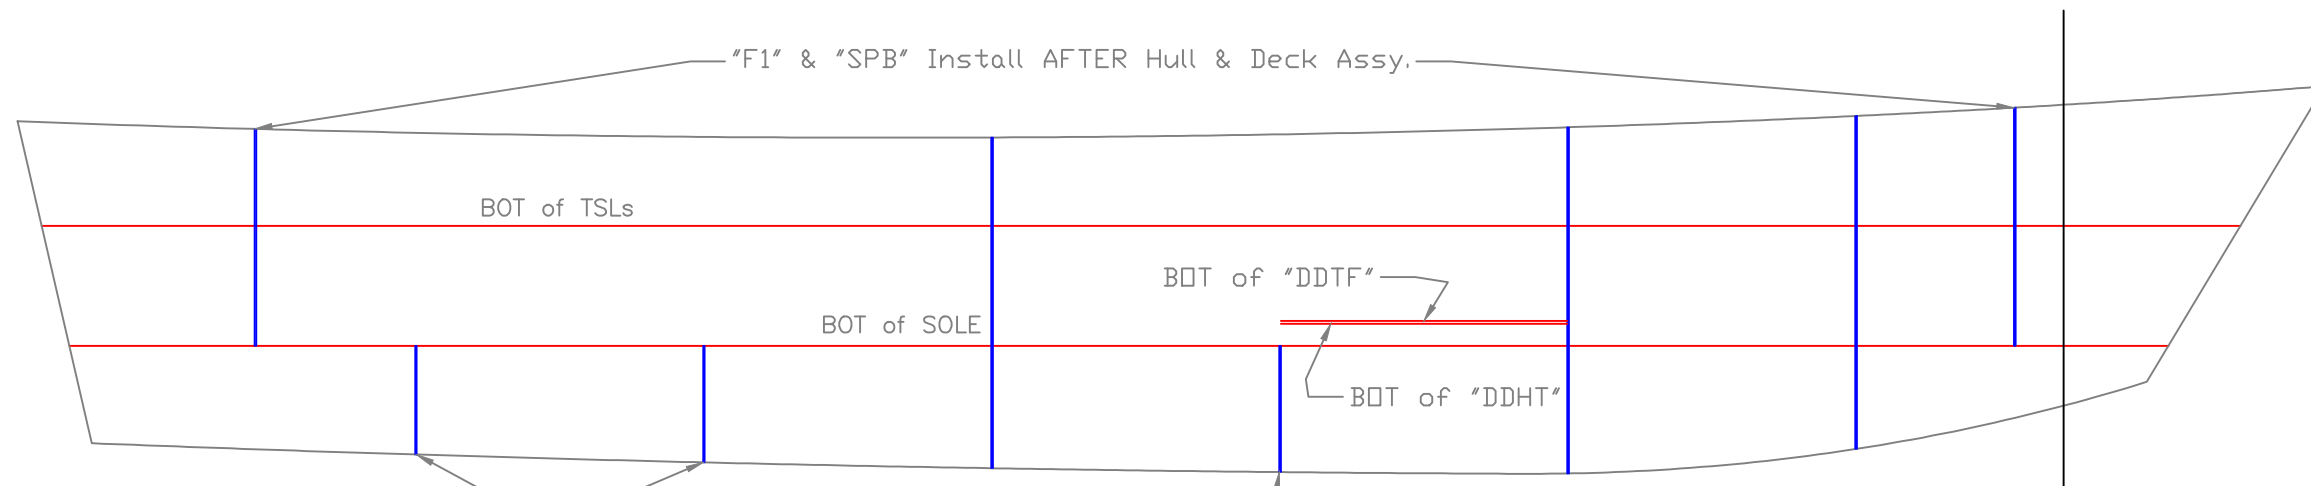 "F1" & "SPB" Install AFTER Hull & Deck Assy.
BOT of TSLs
BOT of "DDTF"
BOT of SOLE
BOT of "DDHT"